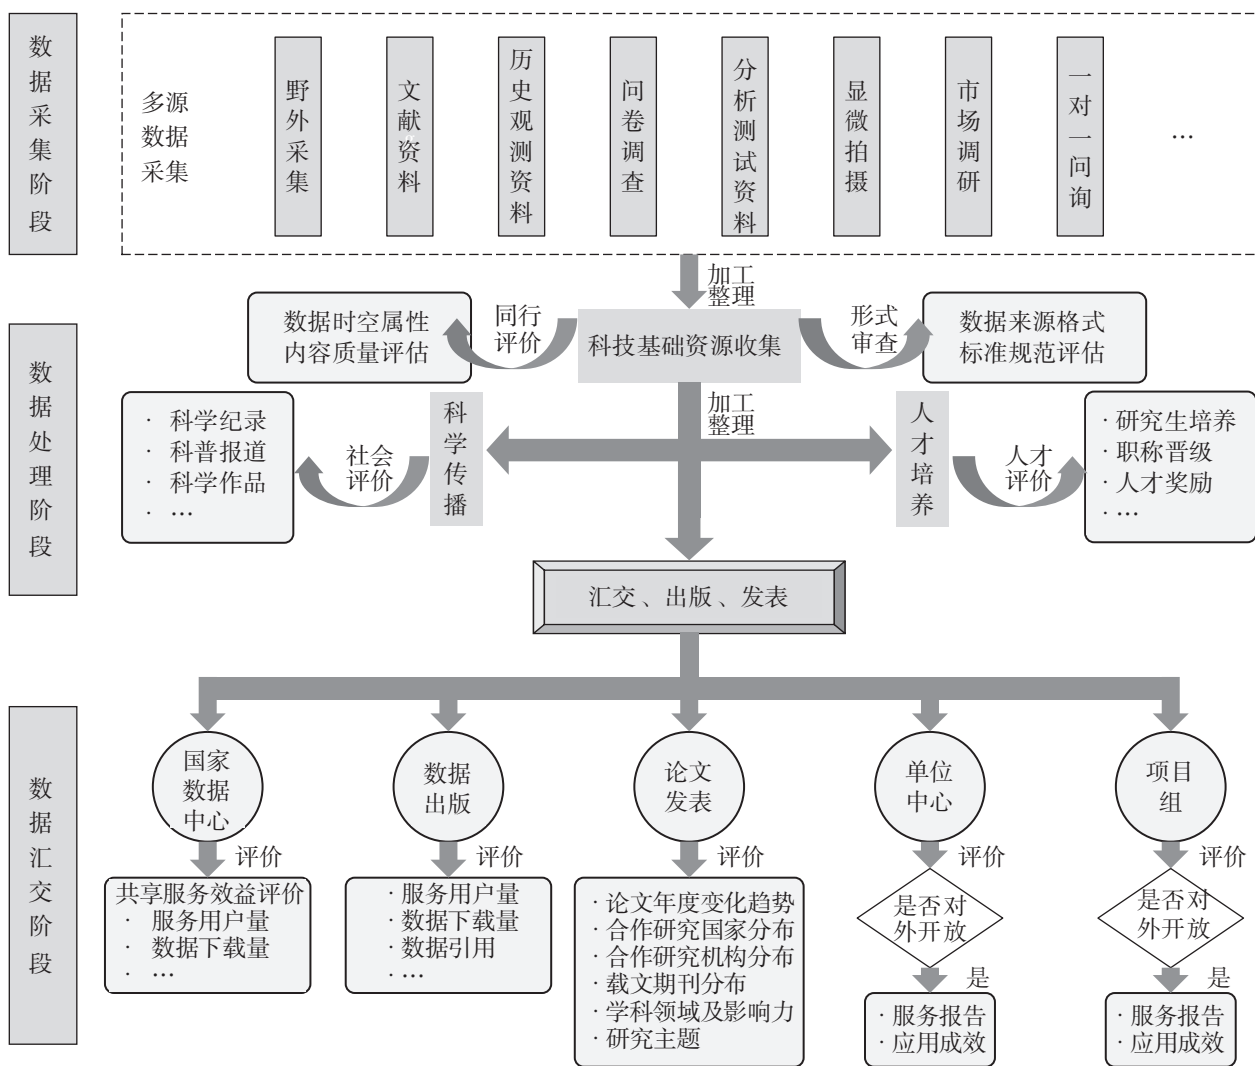 数据采集阶段
多源
数据
采集
野外采集
文献资料
历史观测资料
问卷调查
分析测试资料
显微拍摄
市场调研
一对一问询
…
加工
整理
数据处理阶段
数据时空属性
内容质量评估
同行
评价
科技基础资源收集
形式
审查
数据来源格式
标准规范评估
· 科学纪录
· 科普报道
· 科学作品
· …
社会
评价
科学传播
加工
整理
人才培养
人才
评价
· 研究生培养
· 职称晋级
· 人才奖励
· …
汇交、出版、发表
数据汇交阶段
国家
数据
中心
数据
出版
论文
发表
单位
中心
项目
组
评价
评价
评价
评价
评价
共享服务效益评价
· 服务用户量
· 数据下载量
· …
· 服务用户量
· 数据下载量
· 数据引用
· …
· 论文年度变化趋势
· 合作研究国家分布
· 合作研究机构分布
· 载文期刊分布
· 学科领域及影响力
· 研究主题
是否对
外开放
是
· 服务报告
· 应用成效
是否对
外开放
是
· 服务报告
· 应用成效